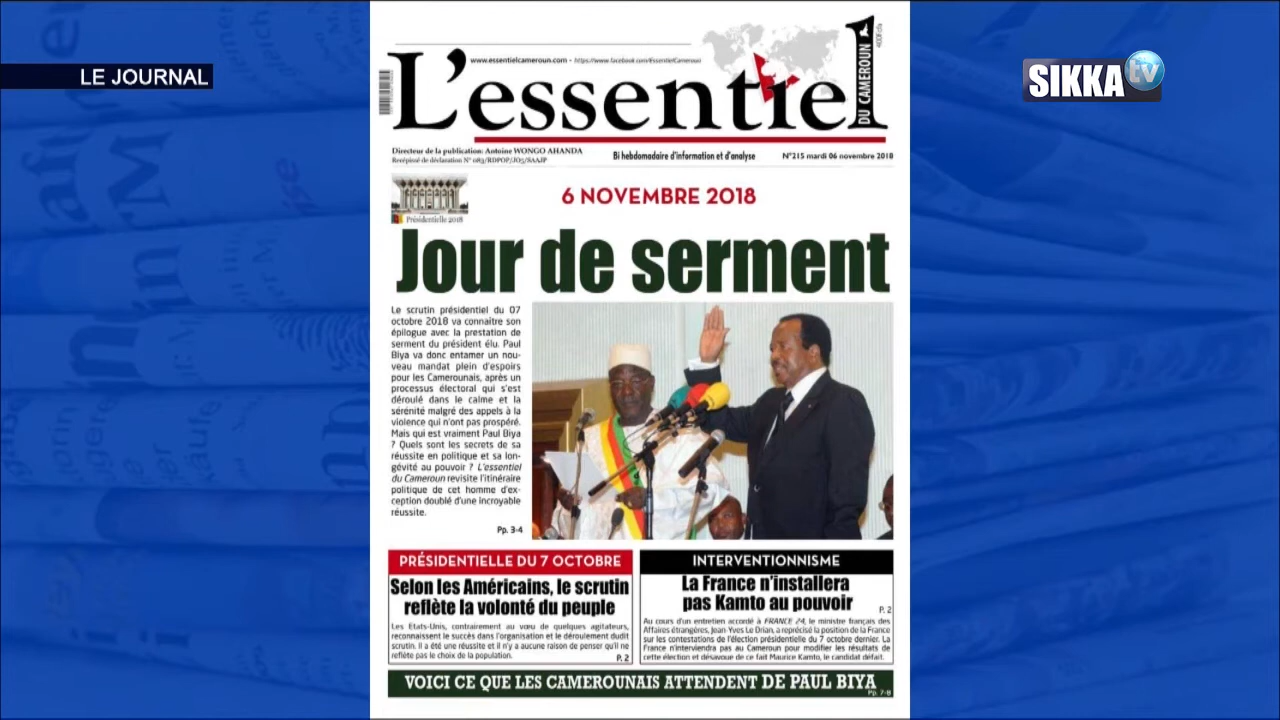 LE JOURNAL
SIKKA tv
www.essentielcameroun.com - https://www.facebook.com/EssentielCameroun
L'essentiel
DU CAMEROUN
400F cfa
Directeur de la publication: Antoine WONGO AHANDA
Recépissé de déclaration N° 083/RDPOP/JO5/SAAJP
Bi hebdomadaire d'information et d'analyse
N°215 mardi 06 novembre 2018
Présidentielle 2018
6 NOVEMBRE 2018
Jour de serment
Le scrutin présidentiel du 07
octobre 2018 va connaître son
épilogue avec la prestation de
serment du président élu. Paul
Biya va donc entamer un nou-
veau mandat plein d'espoirs
pour les Camerounais, après un
processus électoral qui s'est
déroulé dans le calme et la
sérénité malgré des appels à la
violence qui n'ont pas prospéré.
Mais qui est vraiment Paul Biya
? Quels sont les secrets de sa
réussite en politique et sa lon-
gévité au pouvoir ? L'essentiel
du Cameroun revisite l'itinéraire
politique de cet homme d'ex-
ception doublé d'une incroyable
réussite.
Pp. 3-4
PRÉSIDENTIELLE DU 7 OCTOBRE
Selon les Américains, le scrutin
reflète la volonté du peuple
Les Etats-Unis, contrairement au vœu de quelques agitateurs,
reconnaissent le succès dans l'organisation et le déroulement dudit
scrutin. Il a été une réussite et il n'y a aucune raison de penser qu'il ne
reflète pas le choix de la population.
P. 2
INTERVENTIONNISME
La France n'installera
pas Kamto au pouvoir
P. 2
Au cours d'un entretien accordé à FRANCE 24, le ministre français des
Affaires étrangères, Jean-Yves Le Drian, a reprécisé la position de la France
sur les contestations de l'élection présidentielle du 7 octobre dernier. La
France n'interviendra pas au Cameroun pour modifier les résultats de
cette élection et désavoue de ce fait Maurice Kamto, le candidat défait.
VOICI CE QUE LES CAMEROUNAIS ATTENDENT DE PAUL BIYA
Pp. 7-8